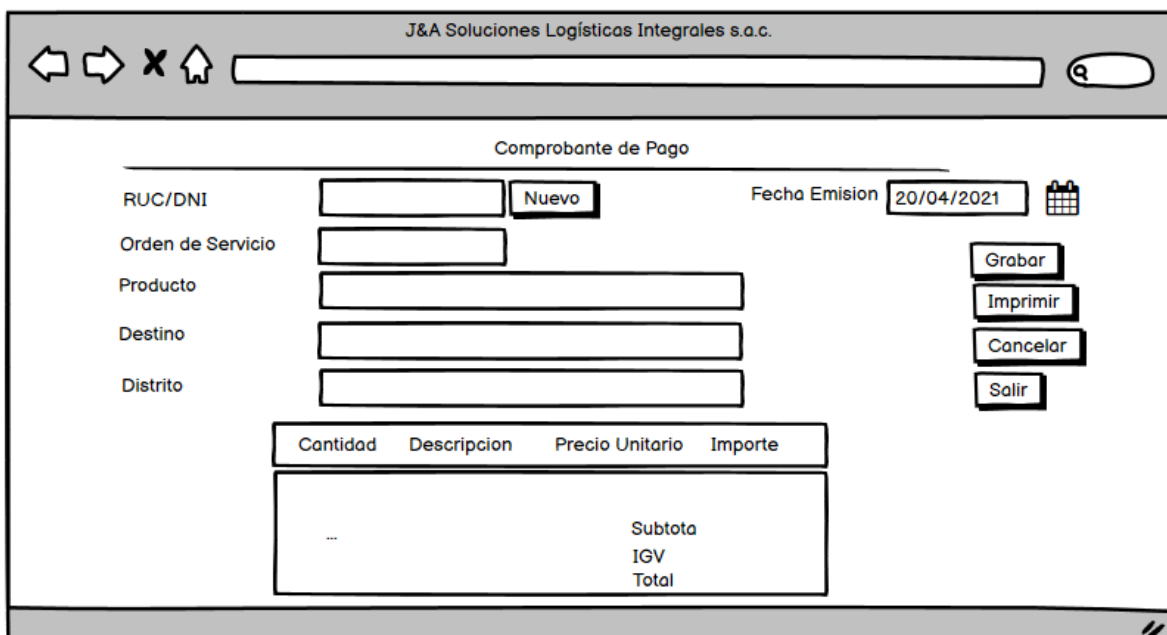 J&A Soluciones Logísticas Integrales s.a.c.
Comprobante de Pago
RUC/DNI Nuevo Fecha Emision 20/04/2021
Orden de Servicio Grabar
Producto Imprimir
Destino Cancelar
Distrito Salir
Cantidad Descripcion Precio Unitario Importe
... Subtota
IGV
Total